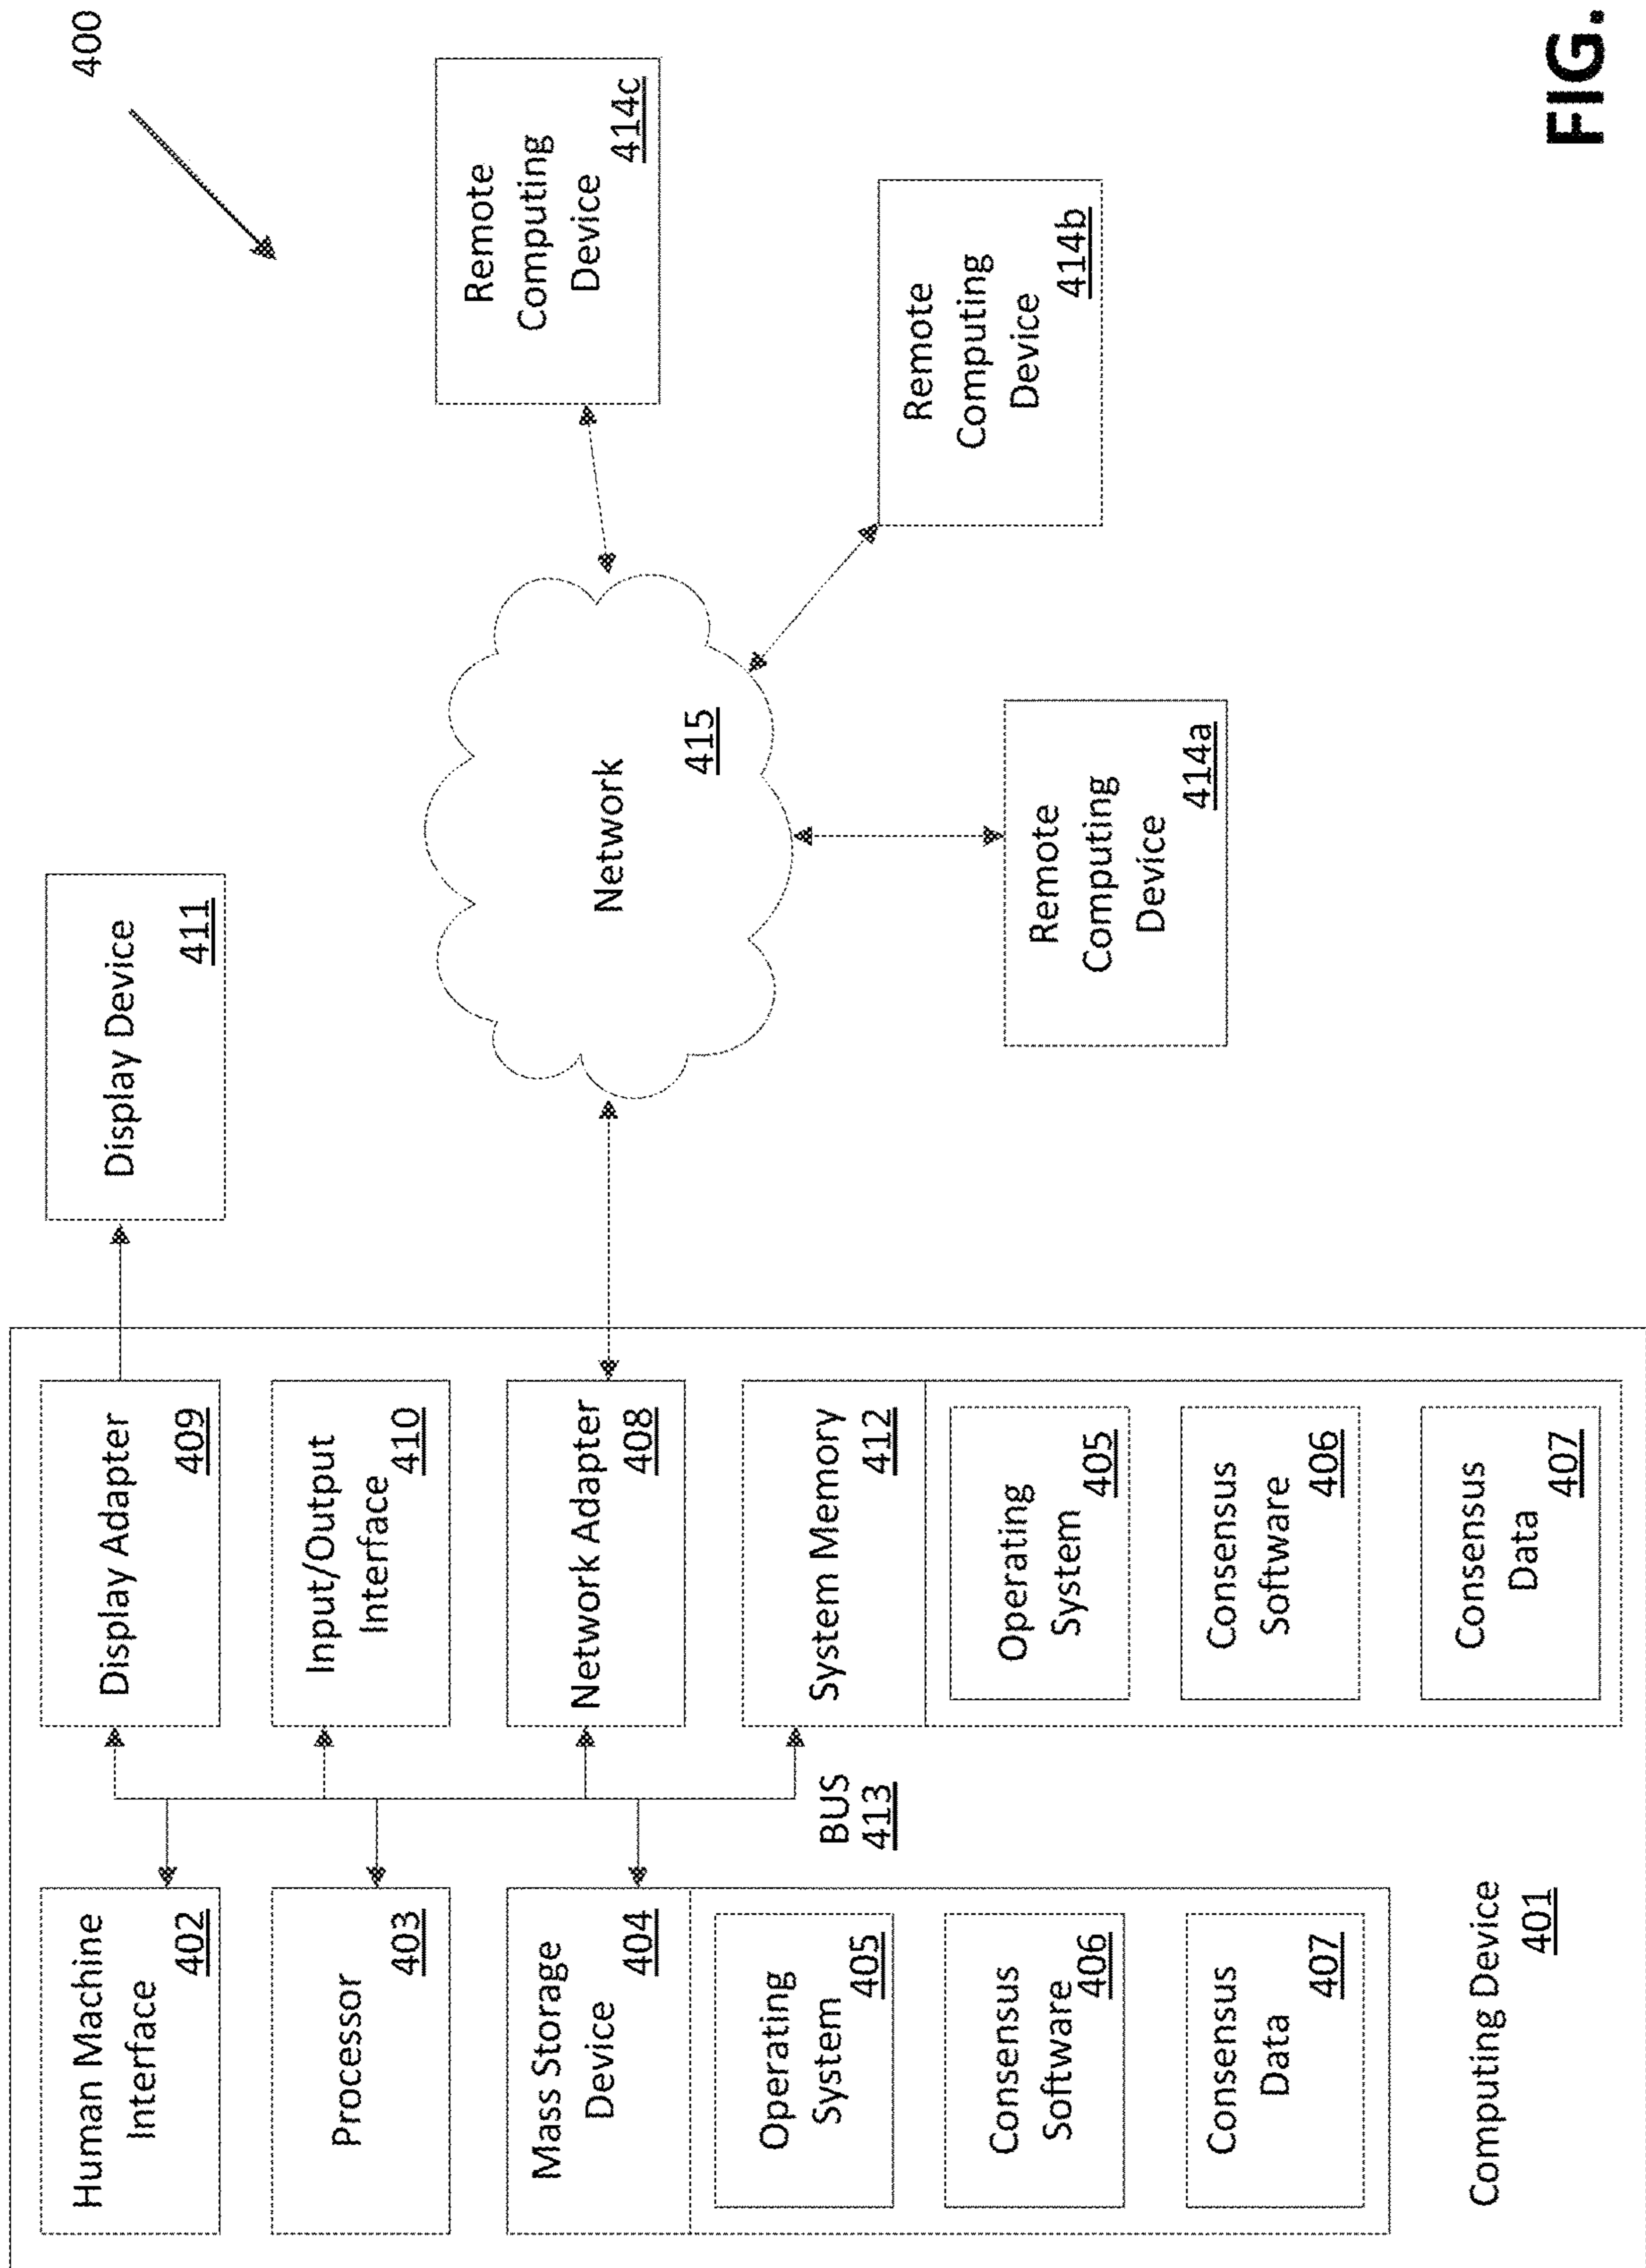 400
Human Machine
Interface
402
Processor
403
Mass Storage
Device
404
Operating
System
405
Consensus
Software
406
Consensus
Data
407
Computing Device
401
BUS
413
Display Adapter
409
Input/Output
Interface
410
Network Adapter
408
System Memory
412
Operating
System
405
Consensus
Software
406
Consensus
Data
407
Display Device
411
Network
415
Remote
Computing
Device
414a
Remote
Computing
Device
414b
Remote
Computing
Device
414c
FIG.